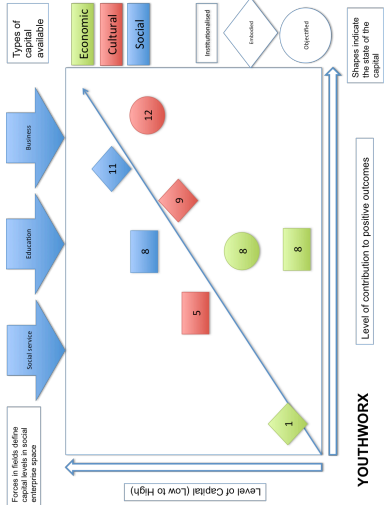 Forces in fields define
capital levels in social
enterprise space
Social service
Education
Business
Types of
capital
available
Economic
Cultural
Social
11
8
12
9
5
8
8
1
Level of Capital (Low to High)
Institutionalised
Embodied
Objectified
YOUTHWORX
Level of contribution to positive outcomes
Shapes indicate
the state of the
capital